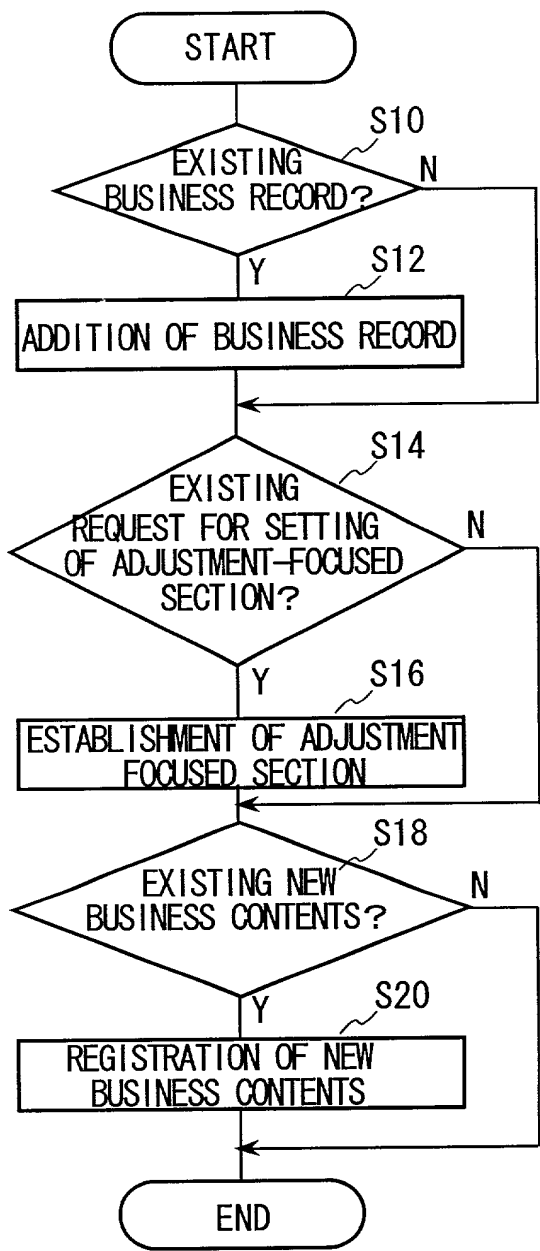 START
S10
EXISTING
BUSINESS RECORD?
N
Y
S12
ADDITION OF BUSINESS RECORD
S14
EXISTING
REQUEST FOR SETTING
OF ADJUSTMENT-FOCUSED
SECTION?
N
Y
S16
ESTABLISHMENT OF ADJUSTMENT
FOCUSED SECTION
S18
EXISTING NEW
BUSINESS CONTENTS?
N
Y
S20
REGISTRATION OF NEW
BUSINESS CONTENTS
END